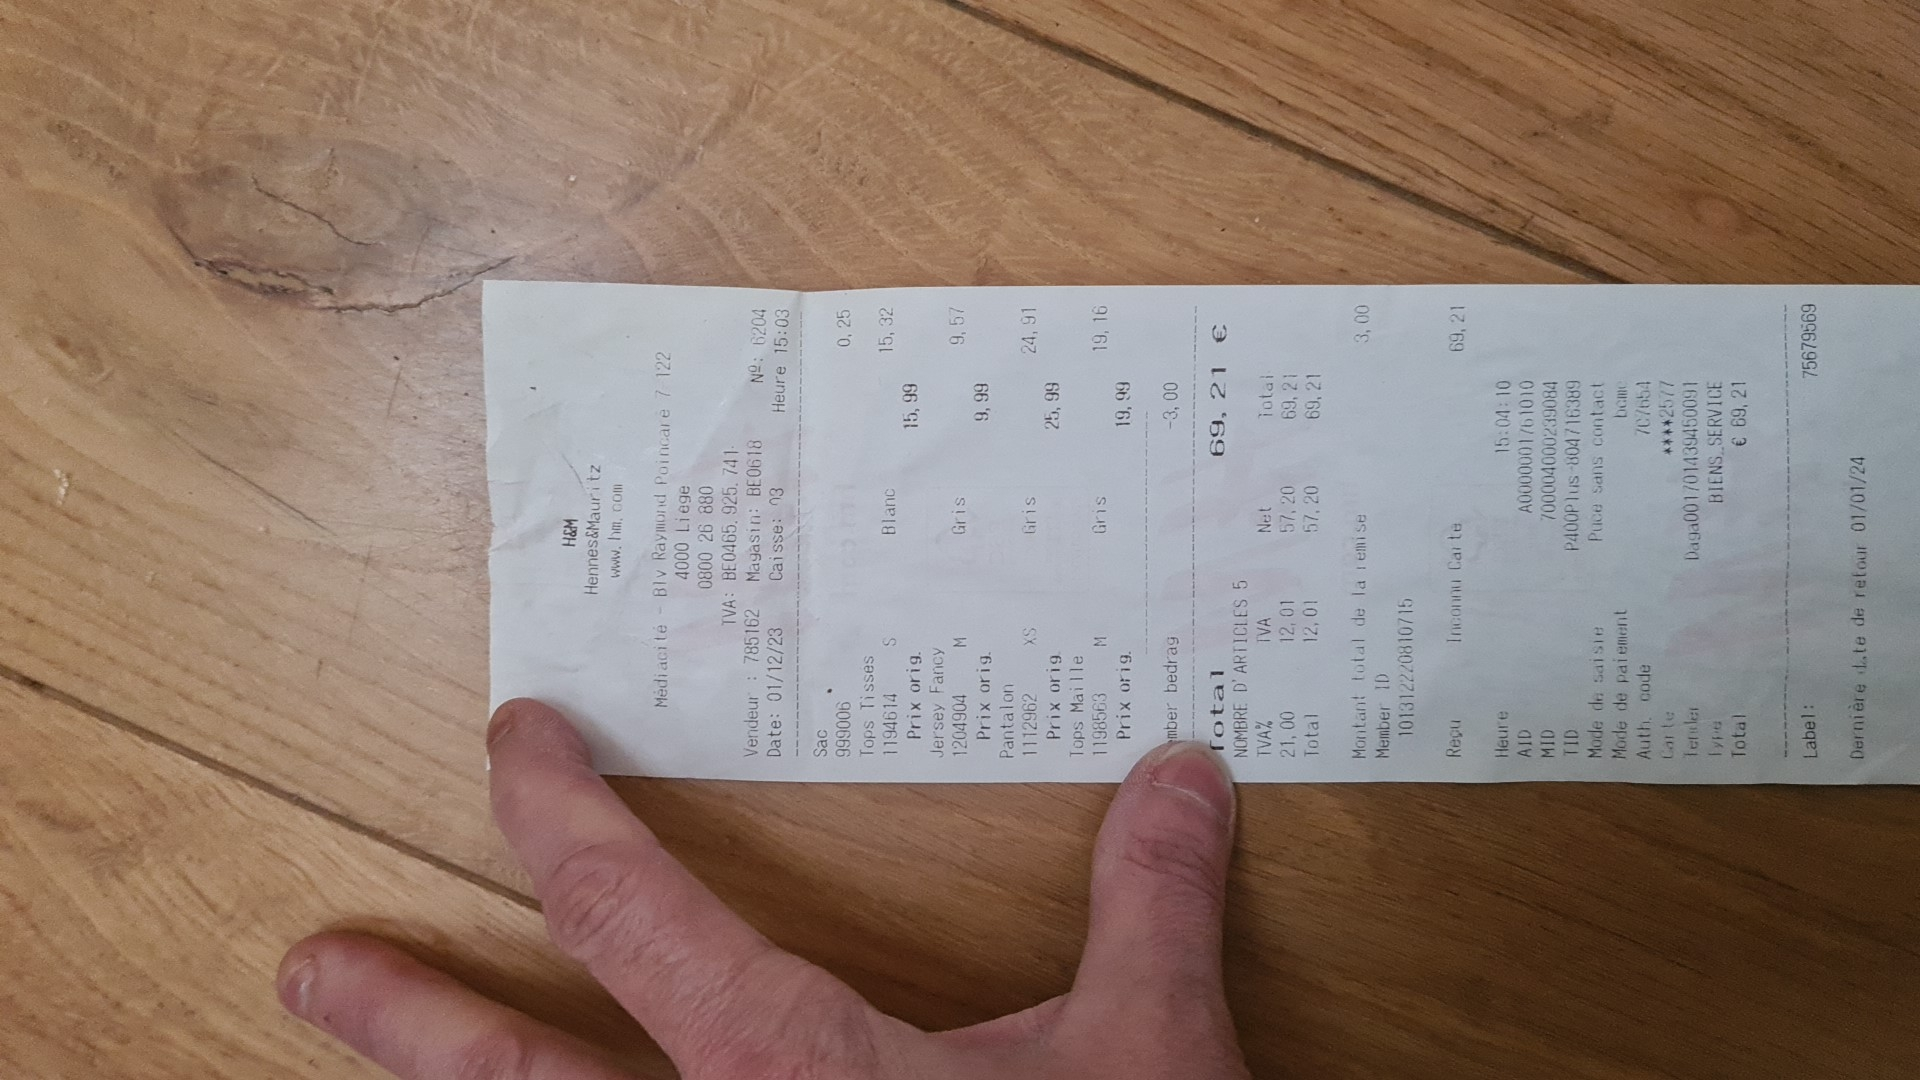 H&M
Hennes&Mauritz
www.hm.com
Médiacité - Blv Raymond Poincaré 7-122
4000 Liege
0800 26 880
TVA: BE0465.925.741.
Vendeur : 785162 Magasin: BE0618 Nº: 6204
Date: 01/12/23 Caisse: 03 Heure 15:03
Sac
999006 0,25
Tops Tisses
1194614 S Blanc 15,32
Prix orig. 15,99
Jersey Fancy
1204904 M Gris 9,57
Prix orig. 9,99
Pantalon
1112962 XS Gris 24,91
Prix orig. 25,99
Tops Maille
1198563 M Gris 19,16
Prix orig. 19,99
mber bedrag -3,00
Total 69,21 €
NOMBRE D'ARTICLES 5
TVA% TVA Net Total
21,00 12,01 57,20 69,21
Total 12,01 57,20 69,21
Montant total de la remise 3,00
Member ID
101312220810715
Reçu Inconnu Carte 69,21
Heure 15:04:10
AID A0000001761010
MID 700004000239084
TID P400Plus-804716389
Mode de saisie Puce sans contact
Mode de paiement bcmc
Auth. code 7C7654
Carte ****2577
Tender Daga001701439450091
Type BIENS_SERVICE
Total € 69,21
Label: 75679569
Dernière date de retour 01/01/24